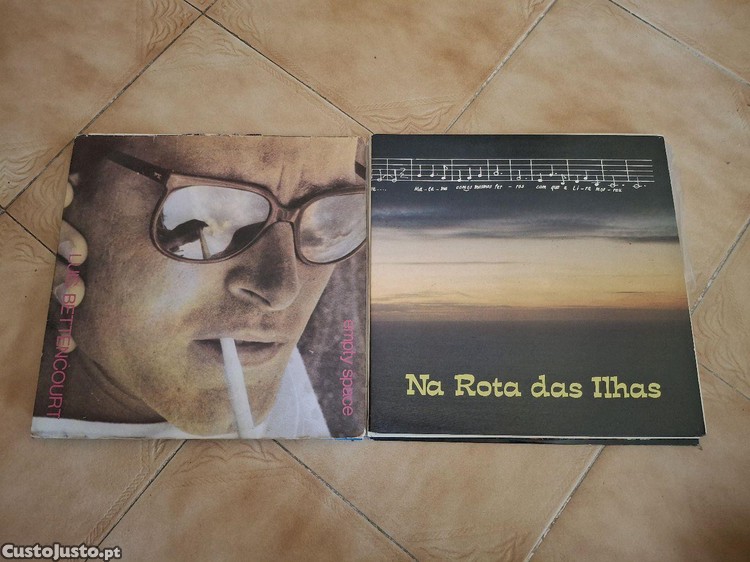 LUIS BETTENCOURT
empty space
Na Rota das Ilhas
CustoJusto.pt